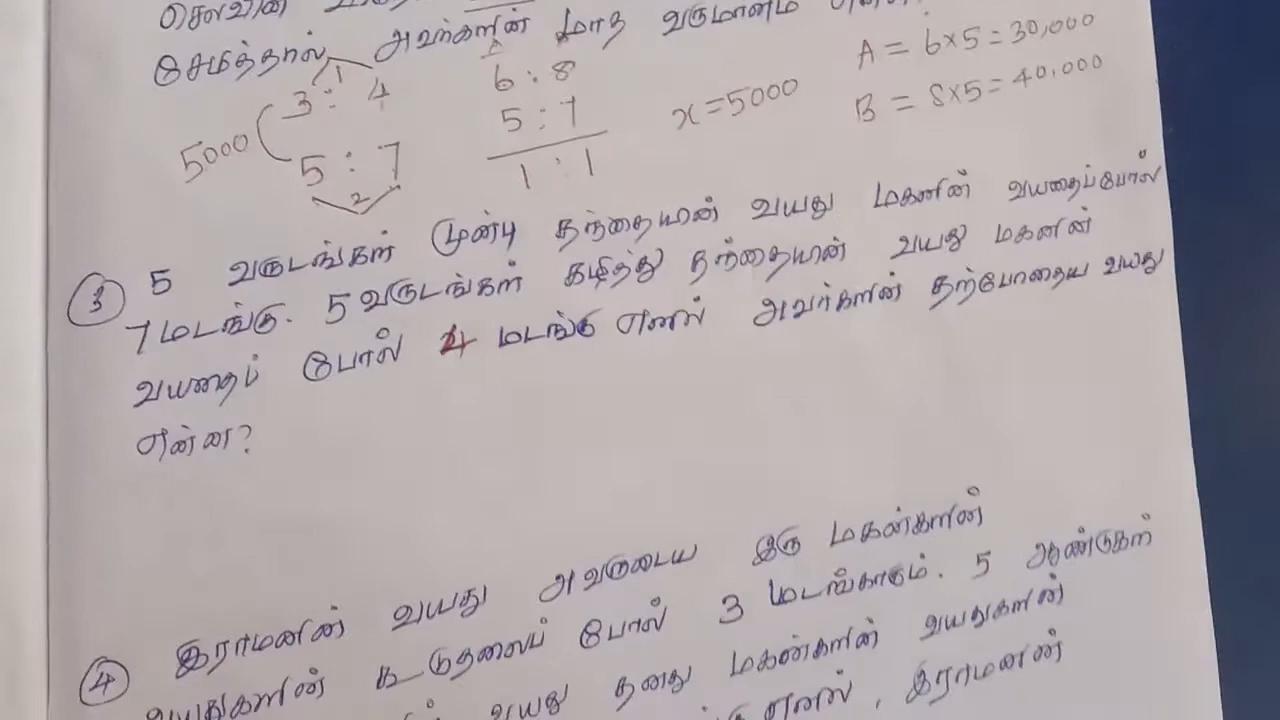 சேமித்தால் அவர்களின் மாத வருமானம்
A = 6×5 = 30,000
B = 8×5 = 40,000
1
3 : 4
5000
5 : 7
2
6 : 8
5 : 7
1 : 1
x = 5000
③ 5 வருடங்கள் முன்பு தந்தையின் வயது மகனின் வயதைப்போல்
7 மடங்கு. 5 வருடங்கள் கழித்து தந்தையின் வயது மகனின்
வயதைப் போல் 4 மடங்கு எனில் அவர்களின் தற்போதைய வயது
என்ன?
④ இராமனின் வயது அவருடைய இரு மகன்களின்
வயதுகளின் கூடுதலைப் போல் 3 மடங்காகும். 5 ஆண்டுகள்
வயது தனது மகன்களின் வயதுகளின்
எனில், இராமனின்